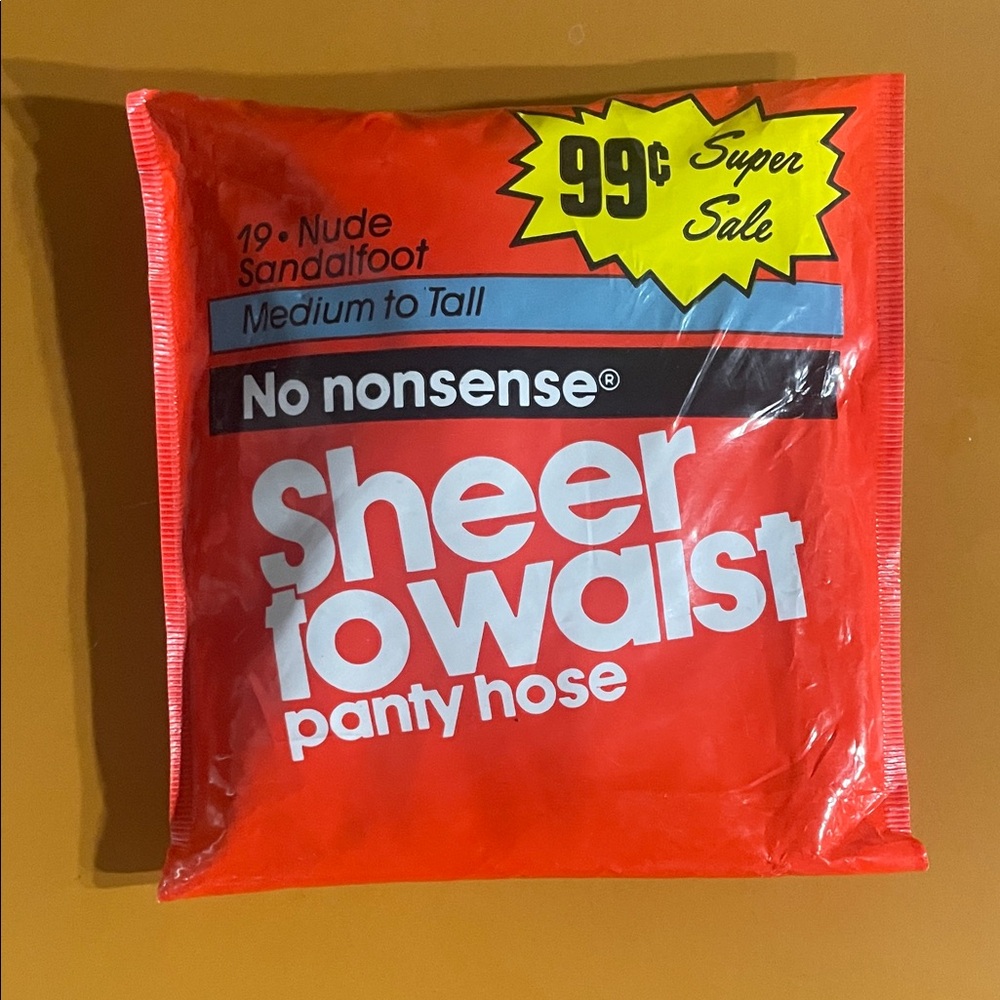 99¢ Super
Sale
19 • Nude
Sandalfoot
Medium to Tall
No nonsense®
Sheer
to waist
panty hose